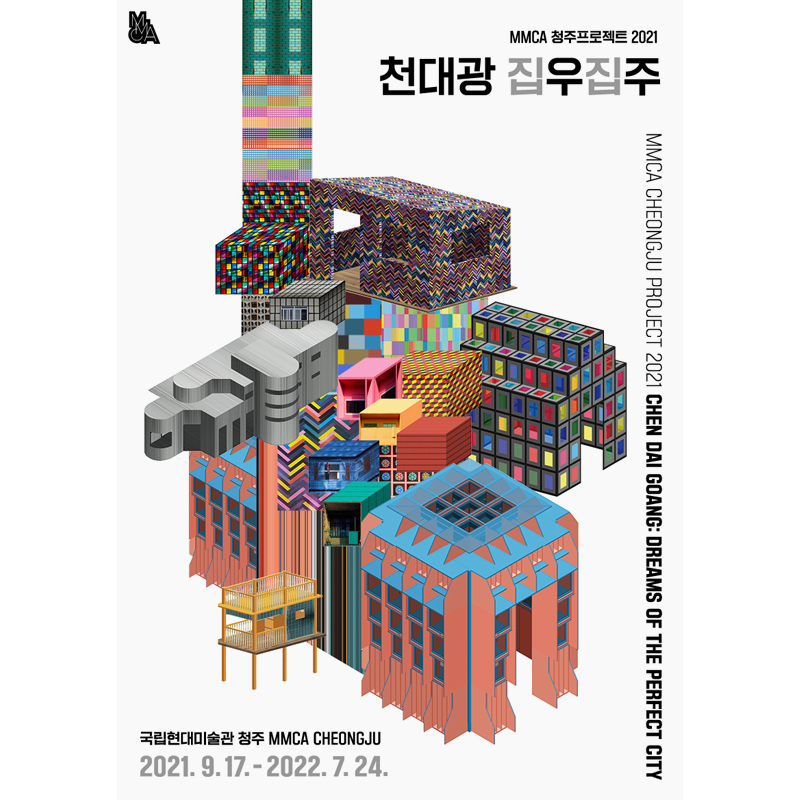 MMCA
MMCA 청주프로젝트 2021
천대광 집우집주
MMCA CHEONGJU PROJECT 2021 CHEN DAI GOANG: DREAMS OF THE PERFECT CITY
국립현대미술관 청주 MMCA CHEONGJU
2021. 9. 17. - 2022. 7. 24.